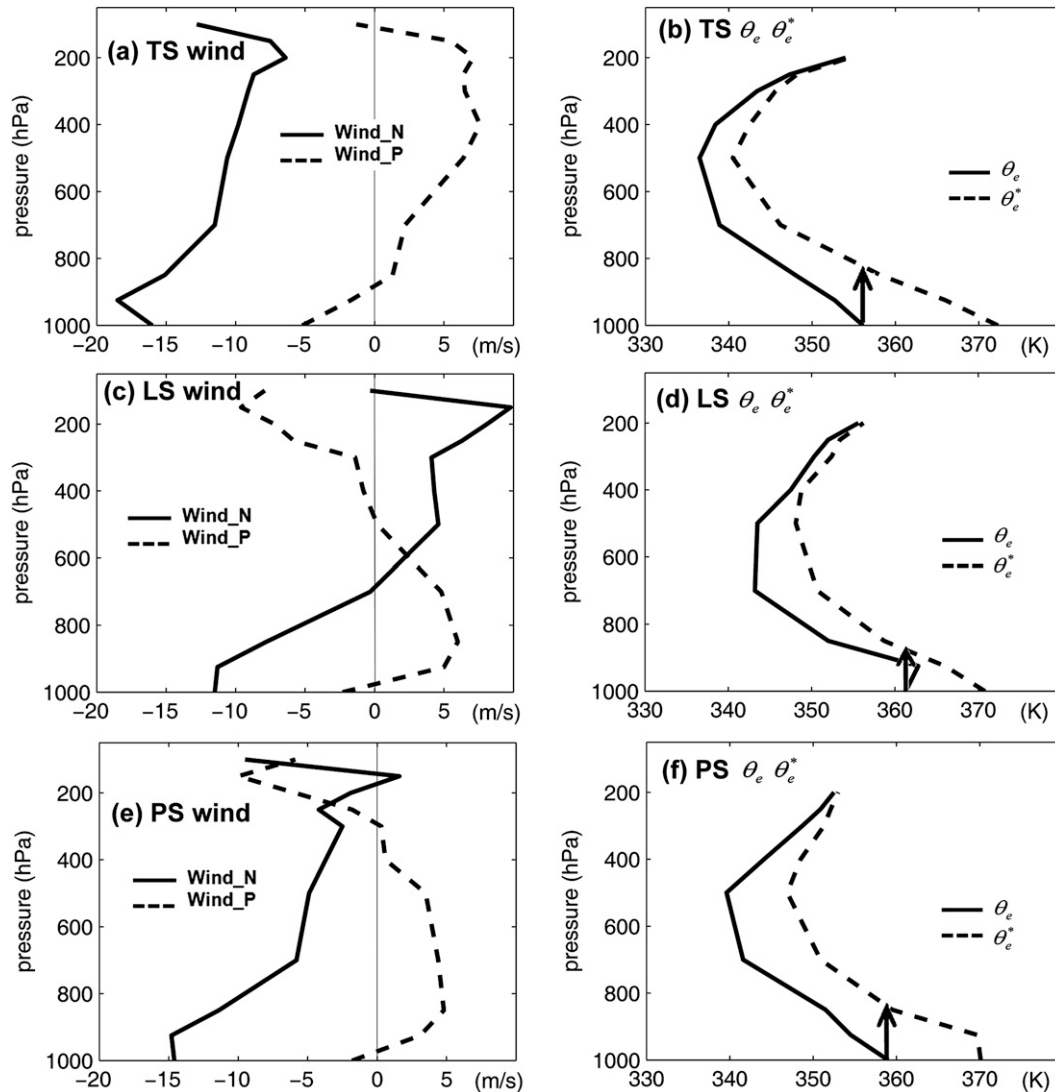 (a) TS wind
pressure (hPa)
200
400
600
800
1000
Wind_N
Wind_P
−20 −15 −10 −5 0 5 (m/s)
(b) TS θe θe*
pressure (hPa)
200
400
600
800
1000
θe
θe*
330 340 350 360 370 (K)
(c) LS wind
pressure (hPa)
200
400
600
800
1000
Wind_N
Wind_P
−20 −15 −10 −5 0 5 (m/s)
(d) LS θe θe*
pressure (hPa)
200
400
600
800
1000
θe
θe*
330 340 350 360 370 (K)
(e) PS wind
pressure (hPa)
200
400
600
800
1000
Wind_N
Wind_P
−20 −15 −10 −5 0 5 (m/s)
(f) PS θe θe*
pressure (hPa)
200
400
600
800
1000
θe
θe*
330 340 350 360 370 (K)